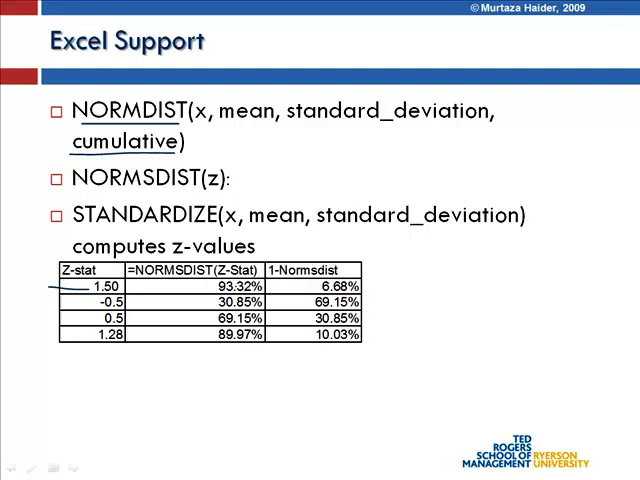 © Murtaza Haider, 2009
Excel Support
NORMDIST(x, mean, standard_deviation,
cumulative)
NORMSDIST(z):
STANDARDIZE(x, mean, standard_deviation)
computes z-values
Z-stat =NORMSDIST(Z-Stat) 1-Normsdist
1.50 93.32% 6.68%
-0.5 30.85% 69.15%
0.5 69.15% 30.85%
1.28 89.97% 10.03%
TED
ROGERS
SCHOOL OF RYERSON
MANAGEMENT UNIVERSITY